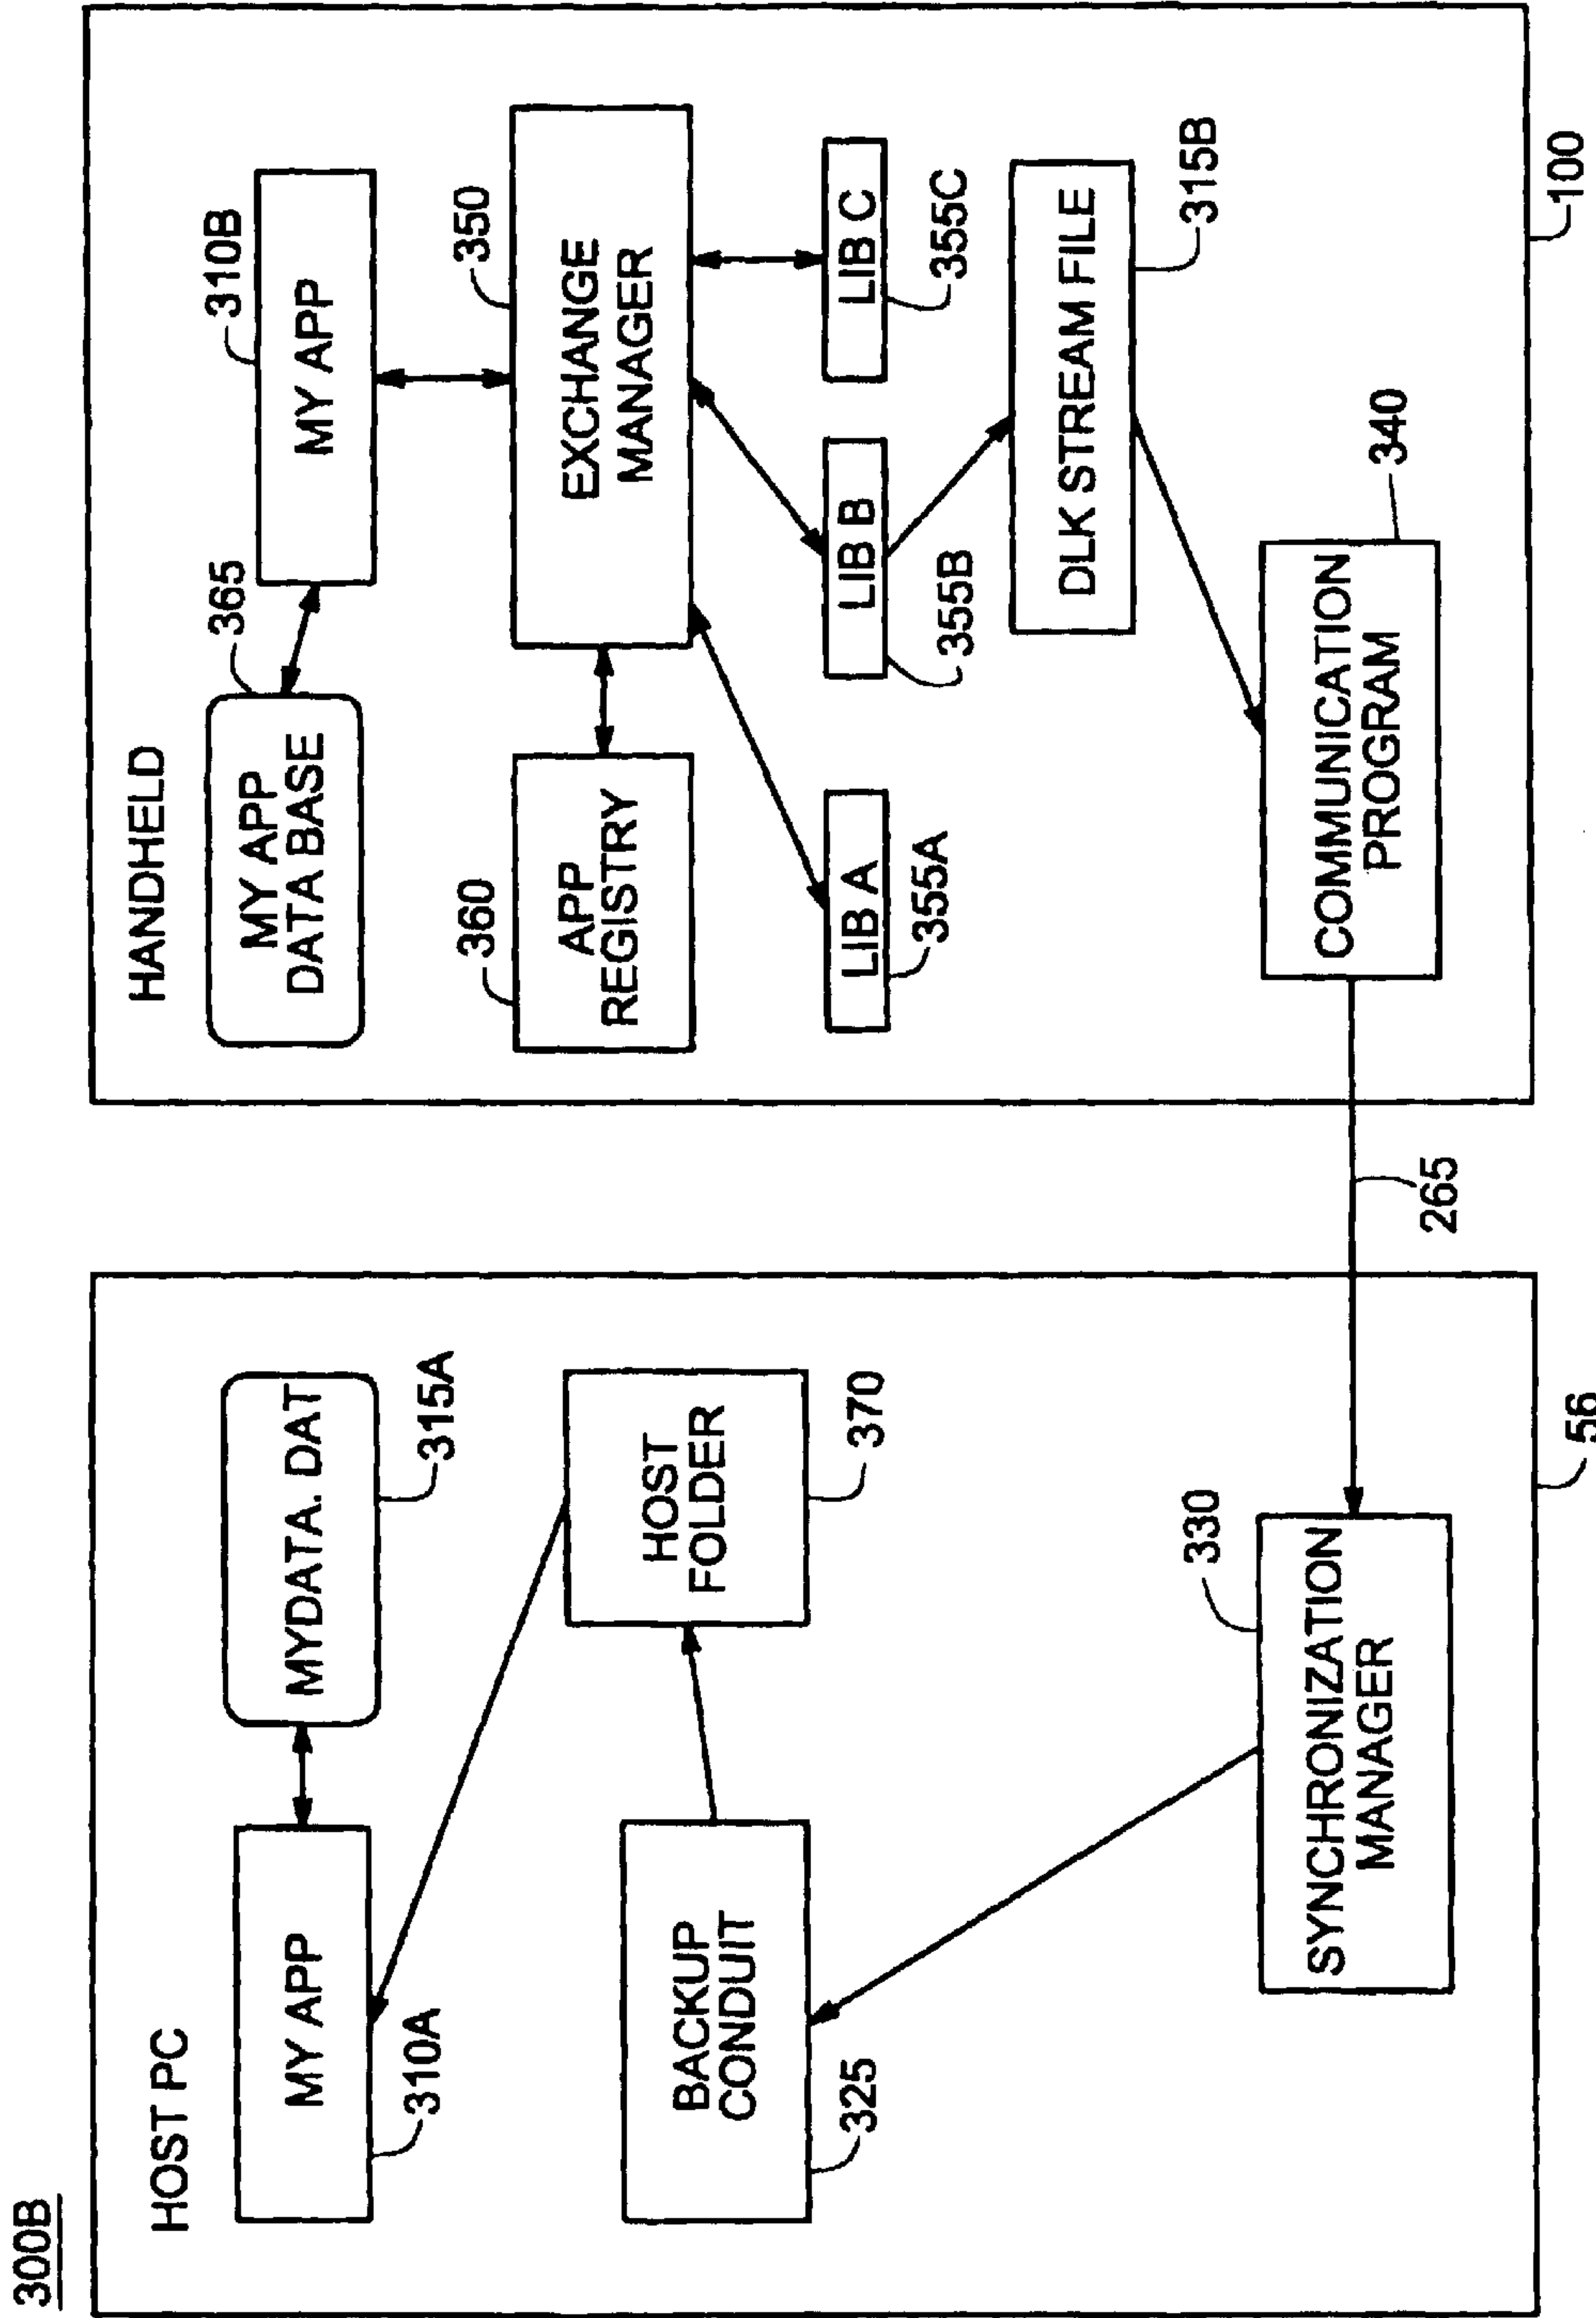 300B
HOST PC
MY APP
310A
MYDATA. DAT
315A
BACKUP
CONDUIT
325
HOST
FOLDER
370
SYNCHRONIZATION
MANAGER
330
56
265
HANDHELD
MY APP
DATA BASE
365
MY APP
310B
APP
REGISTRY
360
EXCHANGE
MANAGER
350
LIB A
355A
LIB B
355B
LIB C
355C
DLK STREAM FILE
315B
COMMUNICATION
PROGRAM
340
100